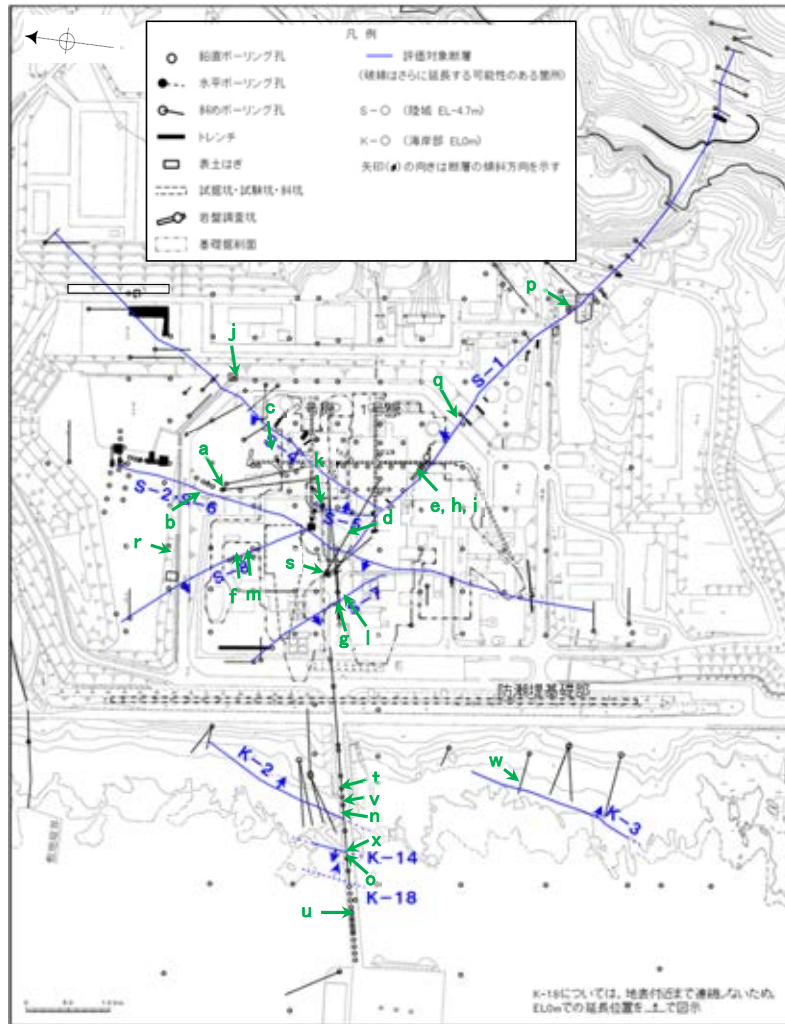 凡 例
鉛直ボーリング孔
水平ボーリング孔
斜めボーリング孔
トレンチ
表土はぎ
試掘坑・試験坑・斜坑
岩盤調査坑
基礎掘削面
評価対象断層
(破線はさらに延長する可能性のある箇所)
S-○ (陸域 EL-4.7m)
K-○ (海岸部 EL0m)
矢印( )の向きは断層の傾斜方向を示す
p
j
S-1
q
c
2号
1号
S-4
a
k
e, h, i
S-2・S-6
b
S-5
d
r
s
S-8
f
m
S-7
g
l
防潮堤基礎部
K-2
t
w
v
n
K-3
x
K-14
o
K-18
u
K-18については、地表付近まで連続しないため、
EL0mでの延長位置を で図示